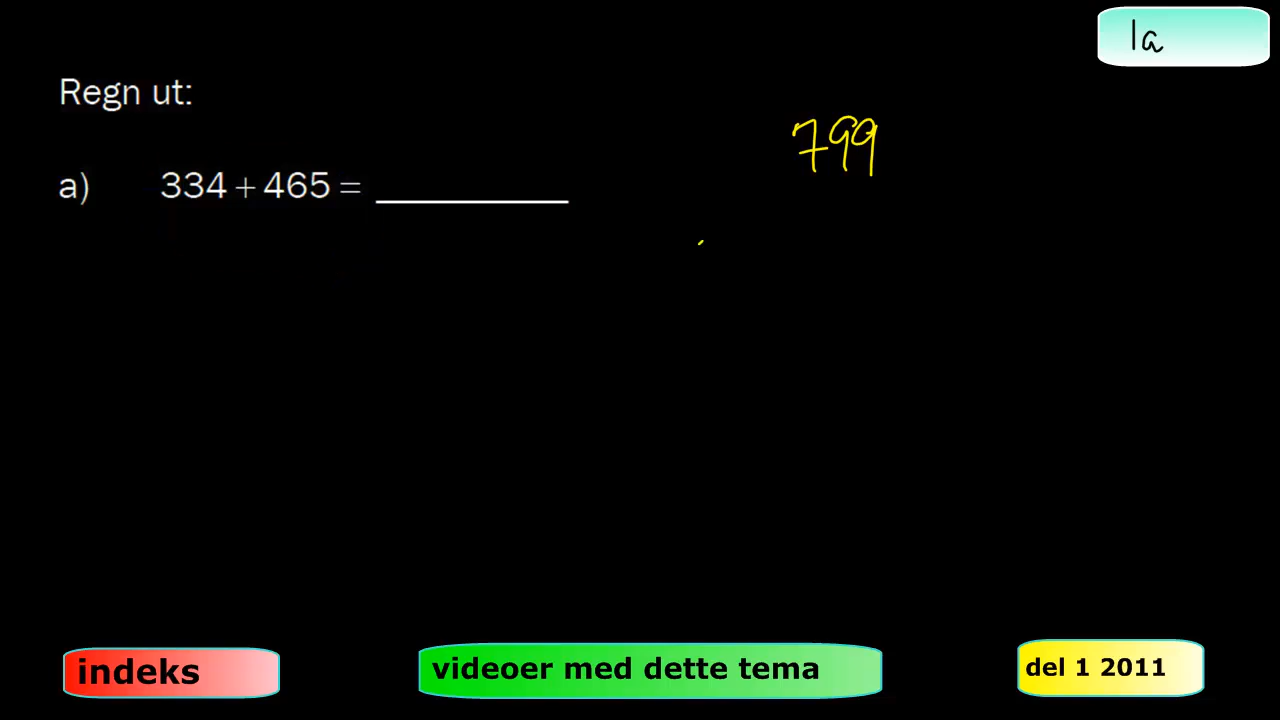 1a
Regn ut:
799
a) 334 + 465 = __________
indeks
videoer med dette tema
del 1 2011